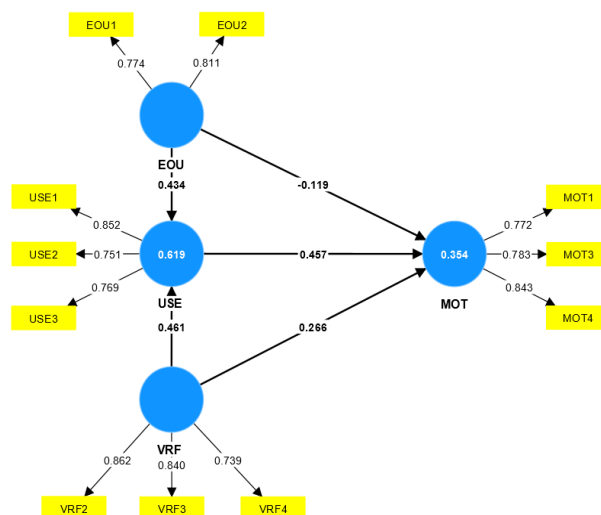 EOU1
EOU2
0.774
0.811
EOU
0.434
-0.119
USE1
0.852
MOT1
0.772
USE2
0.751
0.619
0.457
0.354
0.783
MOT3
0.769
USE3
USE
0.461
0.843
MOT
MOT4
0.266
VRF
0.862
0.840
0.739
VRF2
VRF3
VRF4